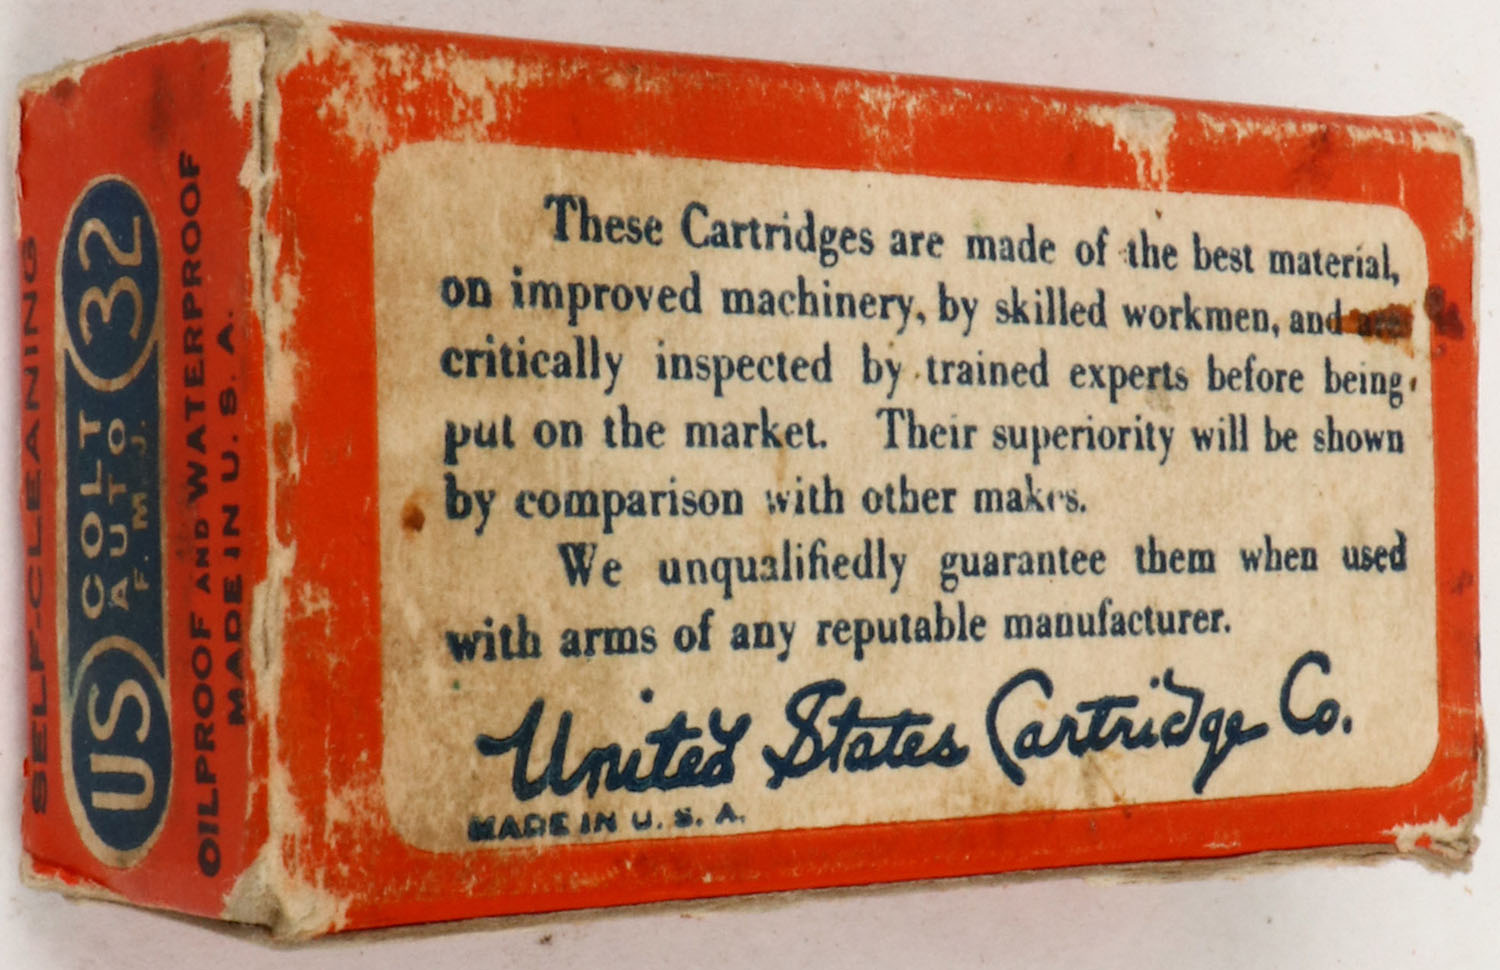 SELF-CLEANING
US COLT AUTO F. M. J. 32
OILPROOF AND WATERPROOF
MADE IN U. S. A.
These Cartridges are made of the best material,
on improved machinery, by skilled workmen, and are
critically inspected by trained experts before being
put on the market. Their superiority will be shown
by comparison with other makes.
We unqualifiedly guarantee them when used
with arms of any reputable manufacturer.
United States Cartridge Co.
MADE IN U. S. A.